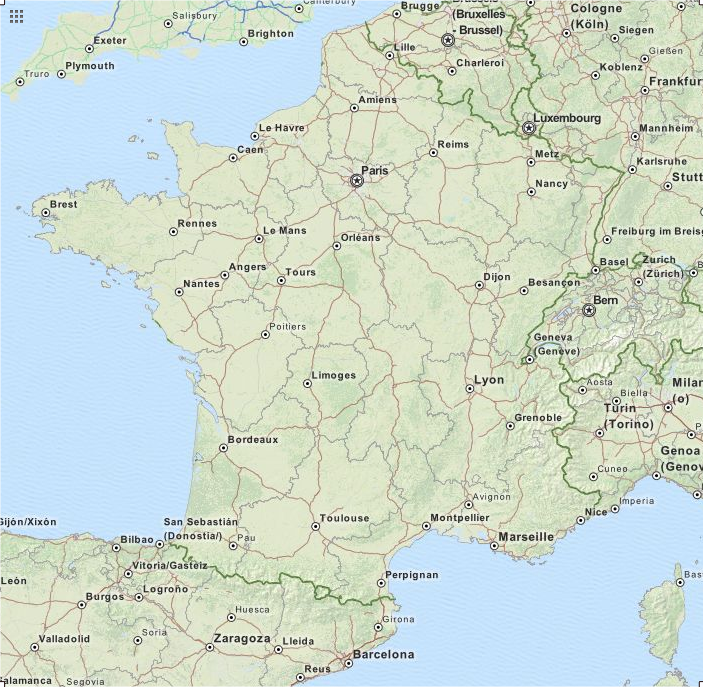 Canterbury
Brugge
Brussels
(Bruxelles
- Brussel)
Cologne
(Köln)
Salisbury
Siegen
Exeter
Brighton
Lille
Gießen
Charleroi
Koblenz
Plymouth
Truro
Frankfur
Amiens
Luxembourg
Le Havre
Mannheim
Caen
Reims
Metz
Karlsruhe
Paris
Stutt
Nancy
Brest
Rennes
Le Mans
Orléans
Freiburg im Breisg
Angers
Tours
Basel
Zurich
(Zürich)
B
Nantes
Dijon
Besançon
Bern
Poitiers
Geneva
(Genève)
Limoges
Lyon
Aosta
Milan
(o)
Biella
Turin
(Torino)
Grenoble
P
Bordeaux
Genoa
(Genov
Cuneo
Avignon
Imperia
Gijón/Xixón
San Sebastián
(Donostia/)
Toulouse
Montpellier
Nice
Bilbao
Pau
Marseille
Vitoria/Gasteiz
León
Perpignan
Bas
Logroño
Burgos
Huesca
Girona
Valladolid
Soria
Zaragoza
Lleida
Barcelona
Reus
alamanca
Segovia